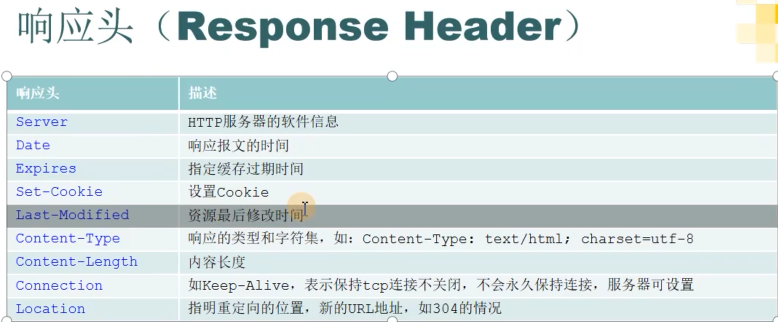 响应头（Response Header）
响应头 描述
Server HTTP服务器的软件信息
Date 响应报文的时间
Expires 指定缓存过期时间
Set-Cookie 设置Cookie
Last-Modified 资源最后修改时间
Content-Type 响应的类型和字符集，如：Content-Type: text/html; charset=utf-8
Content-Length 内容长度
Connection 如Keep-Alive，表示保持tcp连接不关闭，不会永久保持连接，服务器可设置
Location 指明重定向的位置，新的URL地址，如304的情况